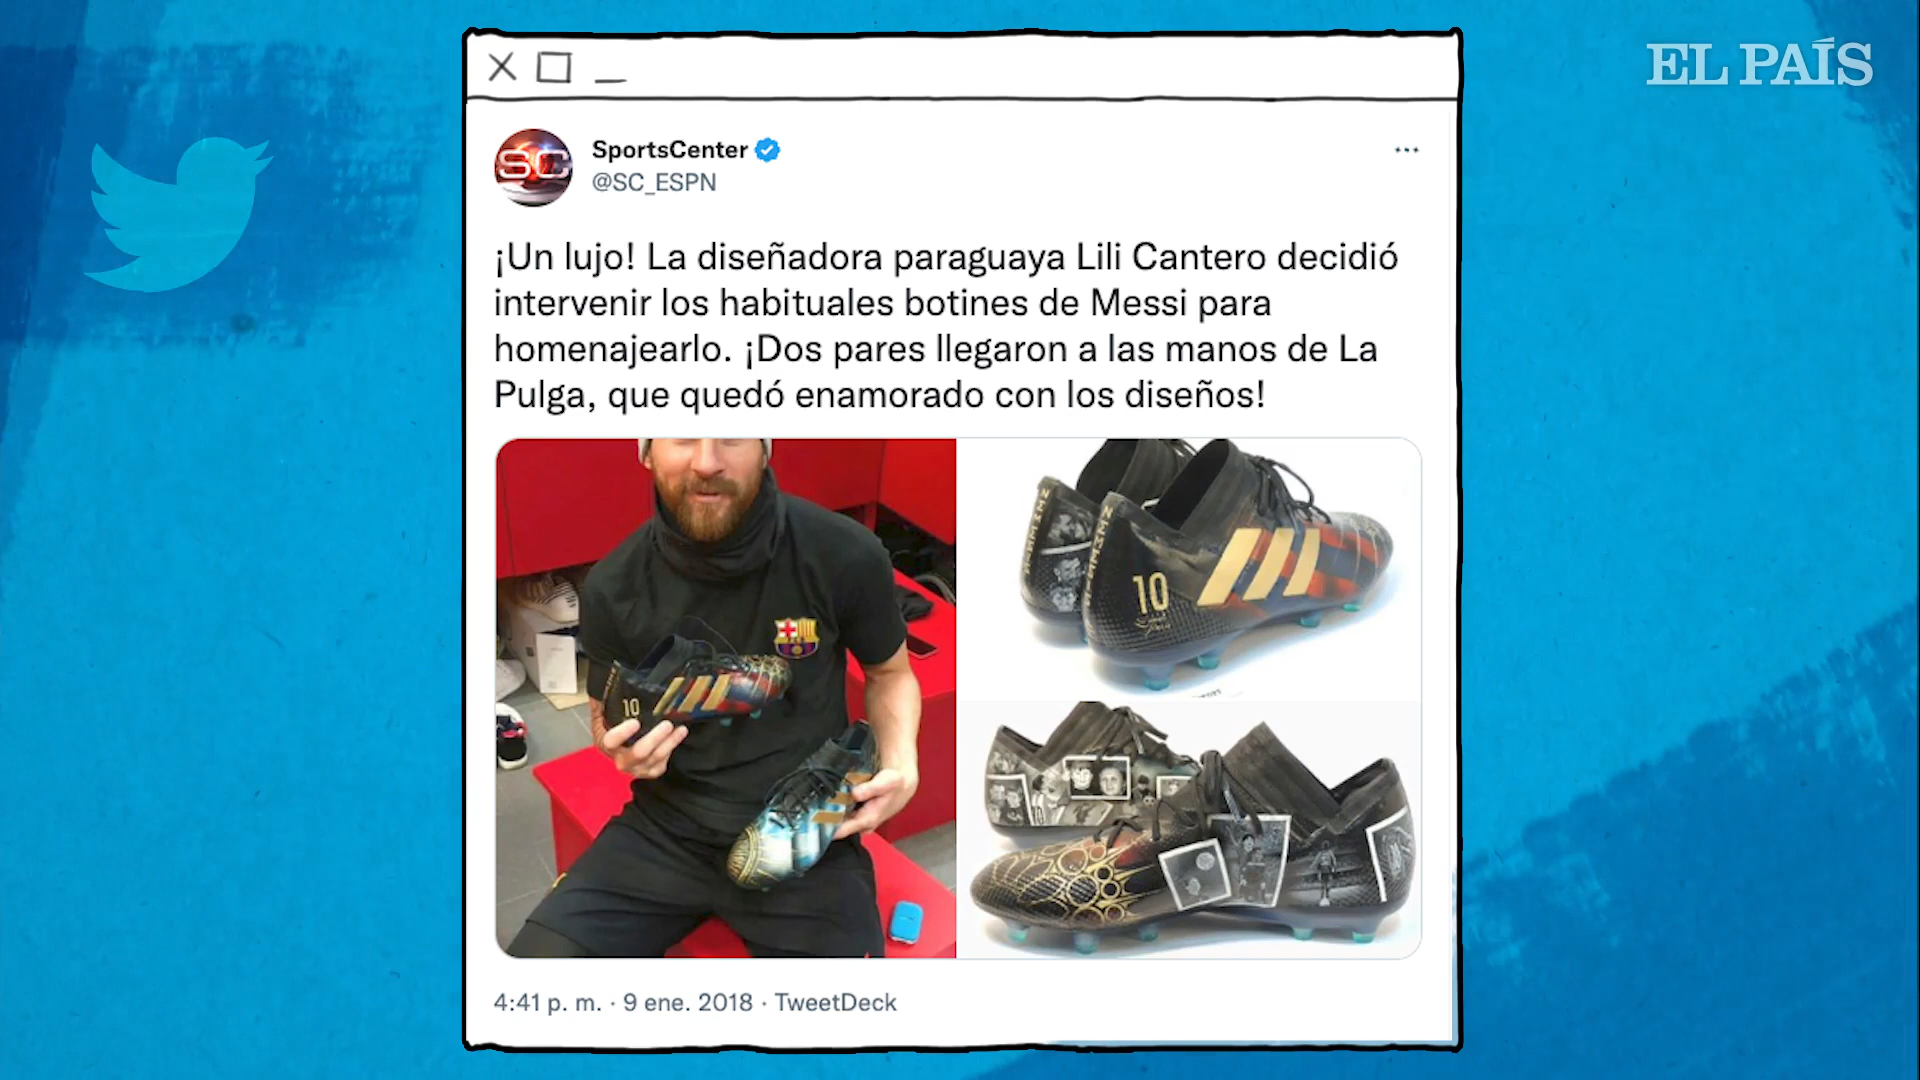 EL PAÍS
SC
SportsCenter
@SC_ESPN
¡Un lujo! La diseñadora paraguaya Lili Cantero decidió
intervenir los habituales botines de Messi para
homenajearlo. ¡Dos pares llegaron a las manos de La
Pulga, que quedó enamorado con los diseños!
10
10
4:41 p. m. · 9 ene. 2018 · TweetDeck